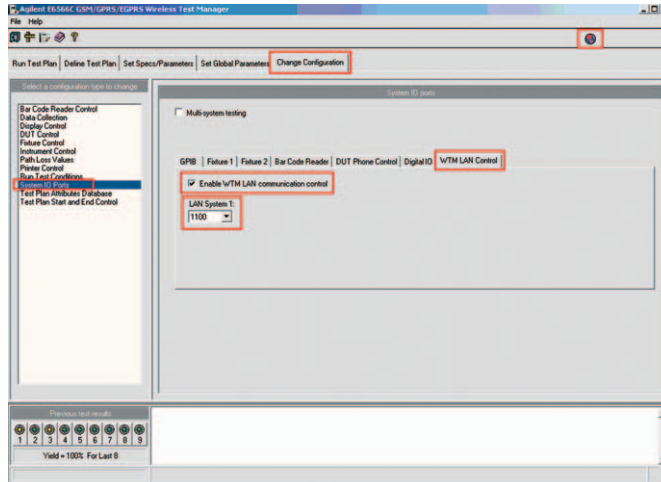 Agilent E6566C GSM/GPRS/EGPRS Wireless Test Manager
File Help
Run Test Plan Define Test Plan Set Specs/Parameters Set Global Parameters Change Configuration
Select a configuration type to change
System IO ports
Bar Code Reader Control
Data Collection
Display Control
DUT Control
Fixture Control
Instrument Control
Path Loss Values
Printer Control
Run Test Conditions
System IO Ports
Test Plan Attributes Database
Test Plan Start and End Control
Multi-system testing
GPIB Fixture 1 Fixture 2 Bar Code Reader DUT Phone Control Digital IO WTM LAN Control
Enable WTM LAN communication control
LAN System 1:
1100
Previous test results
1 2 3 4 5 6 7 8 9
Yield = 100% For Last 8